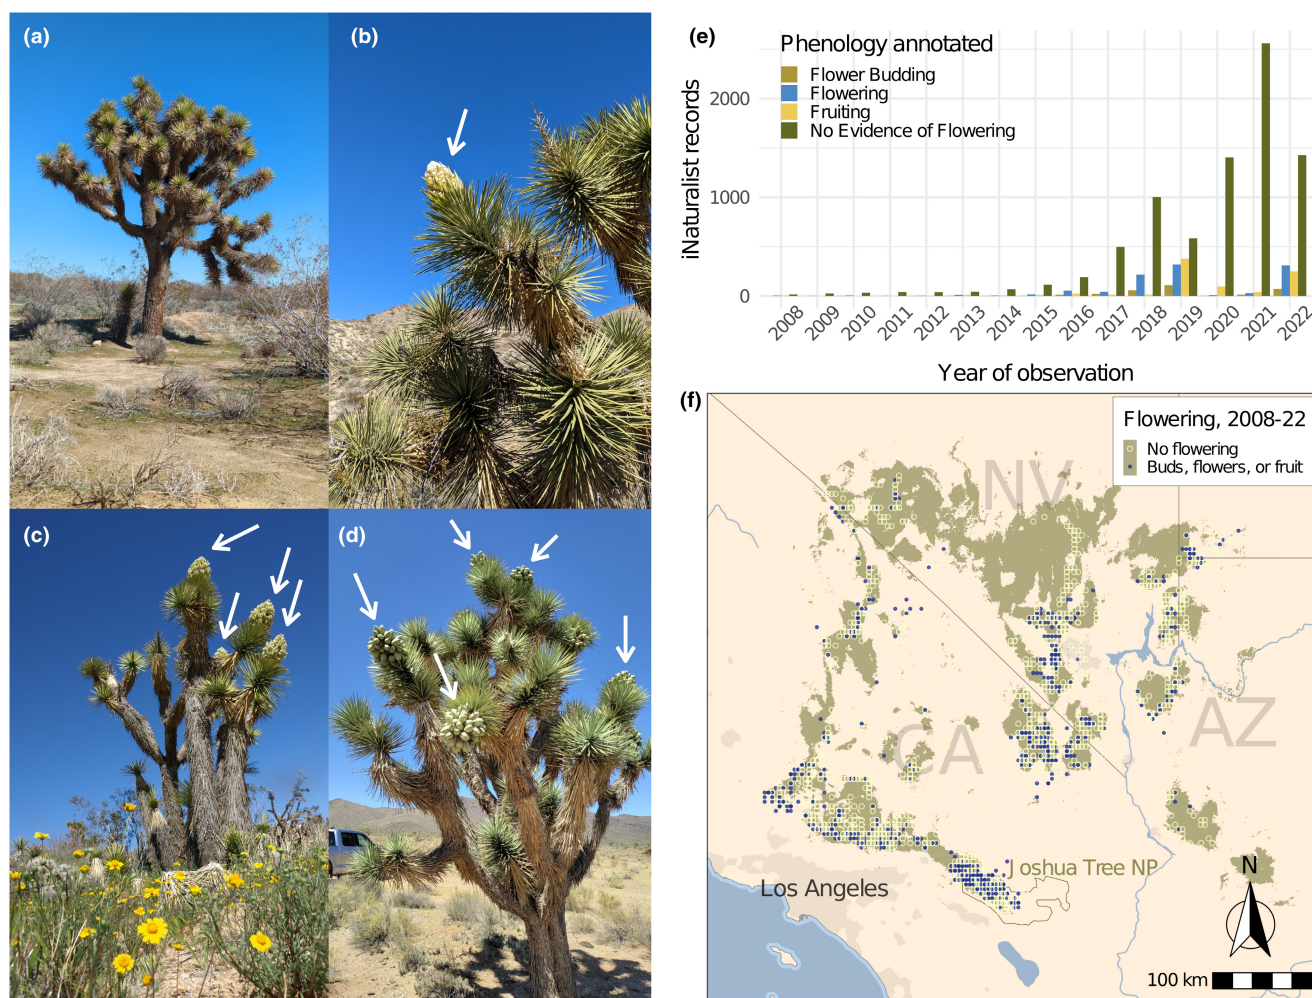 (a)
(b)
(c)
(d)
(e)
Phenology annotated
Flower Budding
Flowering
Fruiting
No Evidence of Flowering
iNaturalist records
2000
1000
0
2008
2009
2010
2011
2012
2013
2014
2015
2016
2017
2018
2019
2020
2021
2022
Year of observation
(f)
Flowering, 2008-22
No flowering
Buds, flowers, or fruit
NV
CA
AZ
Joshua Tree NP
Los Angeles
N
100 km